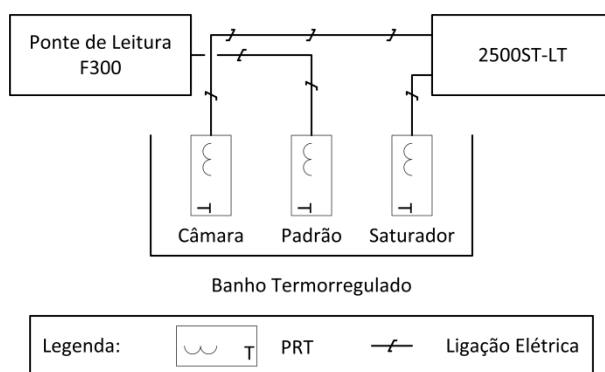 Ponte de Leitura
F300
2500ST-LT
Câmara
Padrão
Saturador
Banho Termorregulado
Legenda:
T
PRT
Ligação Elétrica